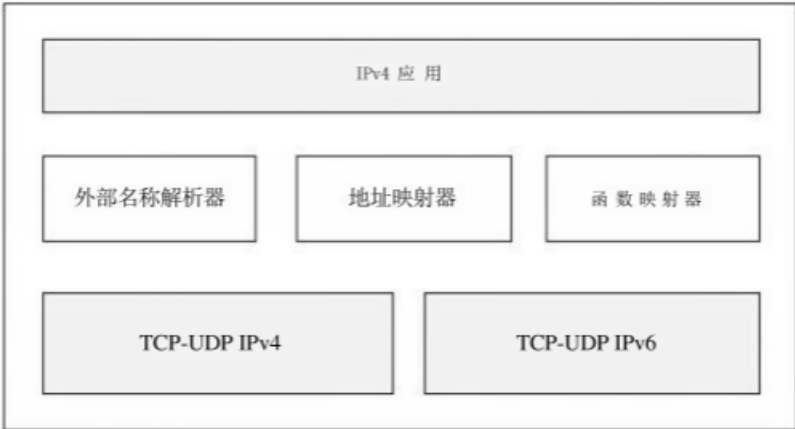 IPv4 应用
外部名称解析器
地址映射器
函数映射器
TCP-UDP IPv4
TCP-UDP IPv6